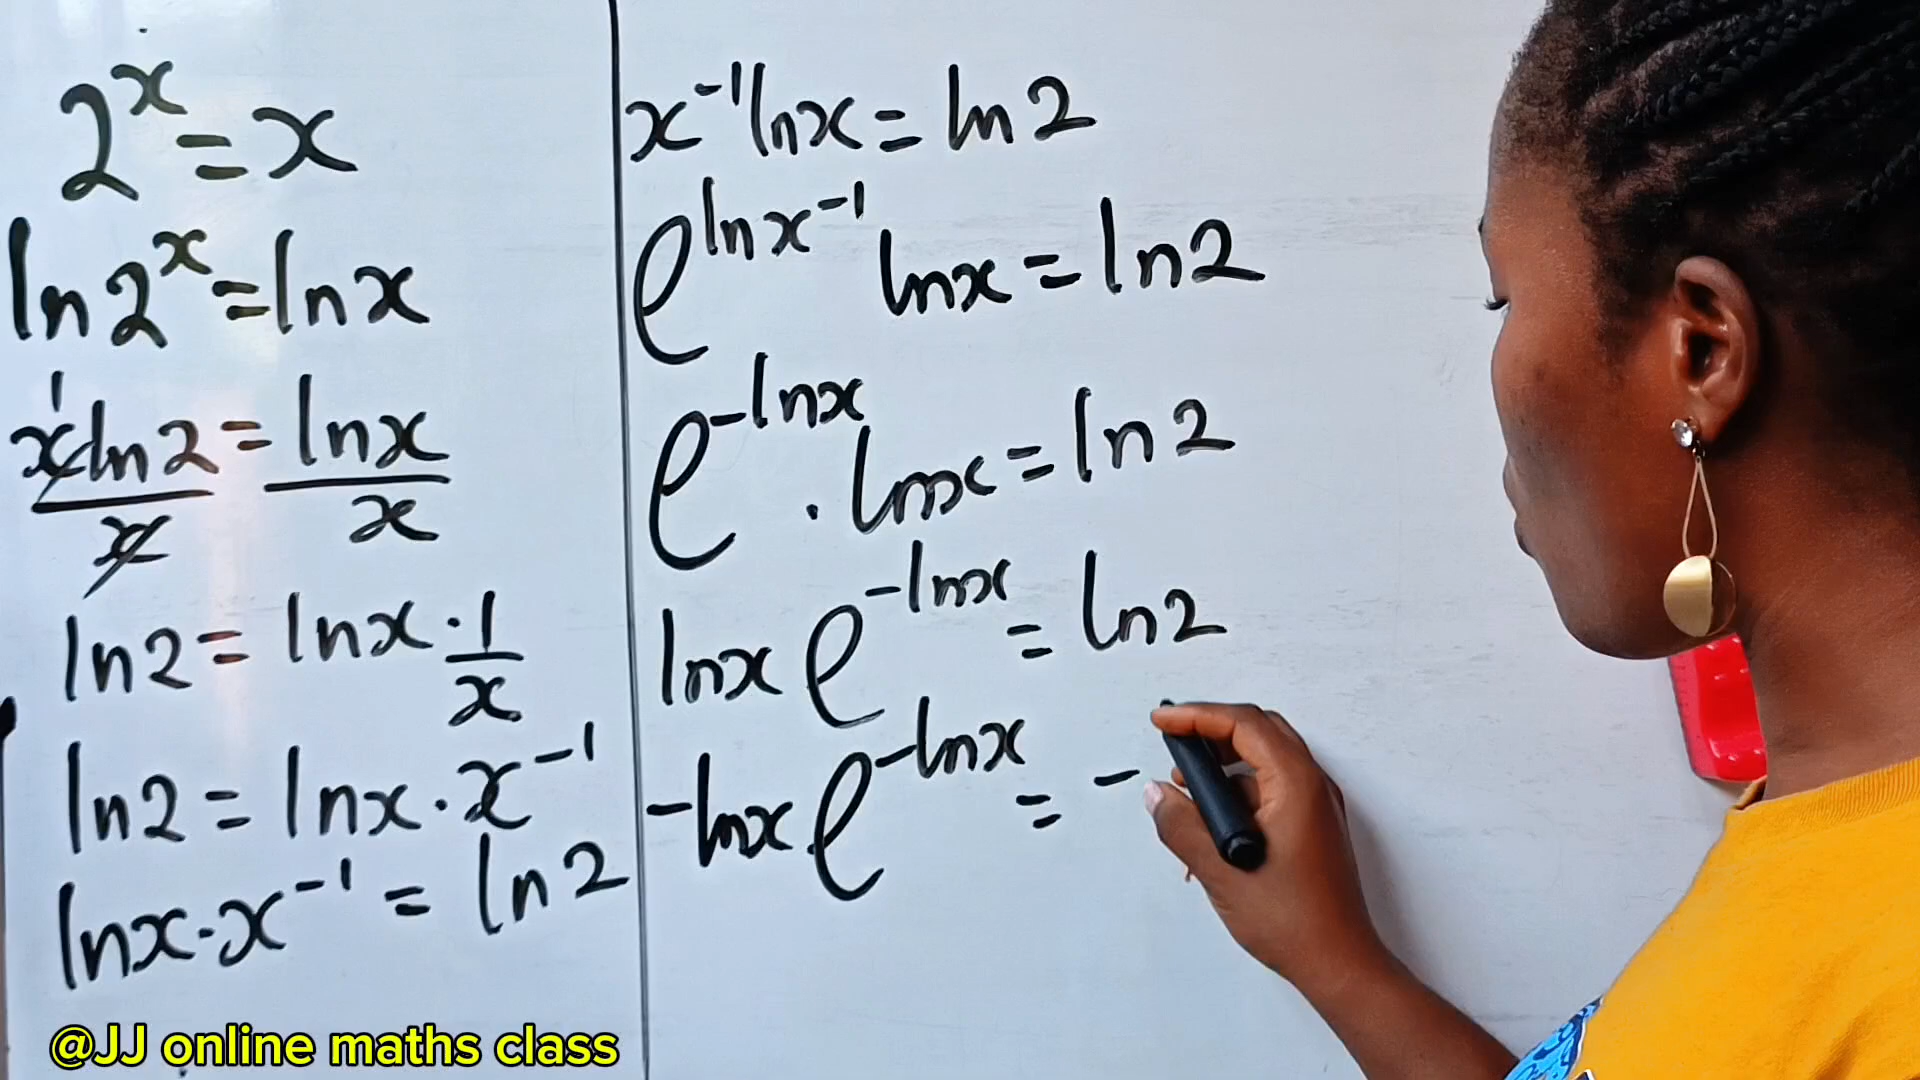 2^x = x
ln 2^x = ln x
x^1 ln 2 / x = ln x / x
ln 2 = ln x · 1/x
ln 2 = ln x · x^-1
ln x · x^-1 = ln 2
x^-1 ln x = ln 2
e^ln x^-1 ln x = ln 2
e^-ln x · ln x = ln 2
ln x e^-ln x = ln 2
-ln x e^-ln x = -
@JJ online maths class